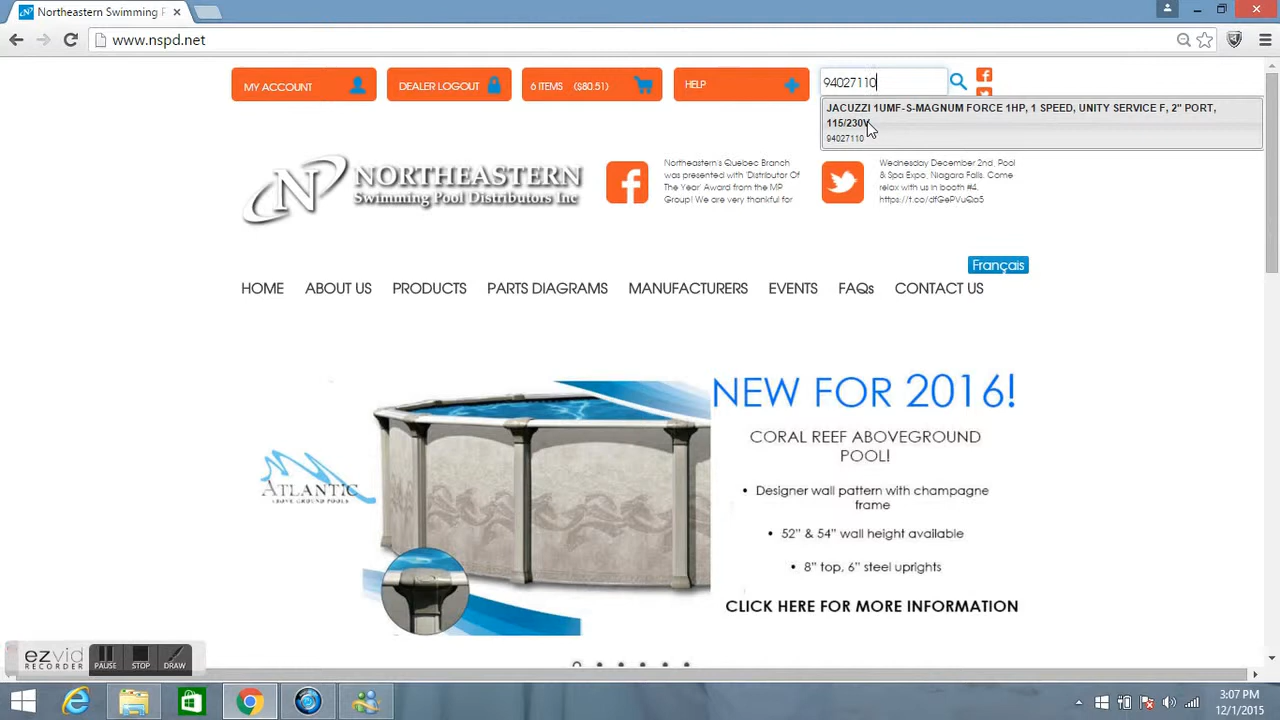 Northeastern Swimming F
www.nspd.net
MY ACCOUNT
DEALER LOGOUT
6 ITEMS ($80.51)
HELP
94027110
JACUZZI 1UMF-S-MAGNUM FORCE 1HP, 1 SPEED, UNITY SERVICE F, 2" PORT,
115/230V
94027110
NORTHEASTERN
Swimming Pool Distributors Inc
Northeastern's Quebec Branch
was presented with 'Distributor Of
The Year' Award from the MP
Group! We are very thankful for
Wednesday December 2nd, Pool
& Spa Expo, Niagara Falls. Come
relax with us in booth #4.
https://t.co/dfGePVuQa5
Français
HOME
ABOUT US
PRODUCTS
PARTS DIAGRAMS
MANUFACTURERS
EVENTS
FAQs
CONTACT US
NEW FOR 2016!
CORAL REEF ABOVEGROUND
POOL!
• Designer wall pattern with champagne
frame
• 52" & 54" wall height available
• 8" top, 6" steel uprights
CLICK HERE FOR MORE INFORMATION
ATLANTIC
ABOVE GROUND POOLS
ezvid
RECORDER
PAUSE
STOP
DRAW
3:07 PM
12/1/2015